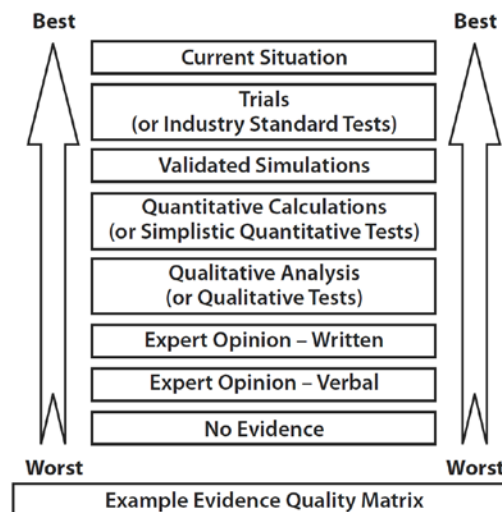 Best
Best
Current Situation
Trials
(or Industry Standard Tests)
Validated Simulations
Quantitative Calculations
(or Simplistic Quantitative Tests)
Qualitative Analysis
(or Qualitative Tests)
Expert Opinion – Written
Expert Opinion – Verbal
No Evidence
Worst
Worst
Example Evidence Quality Matrix